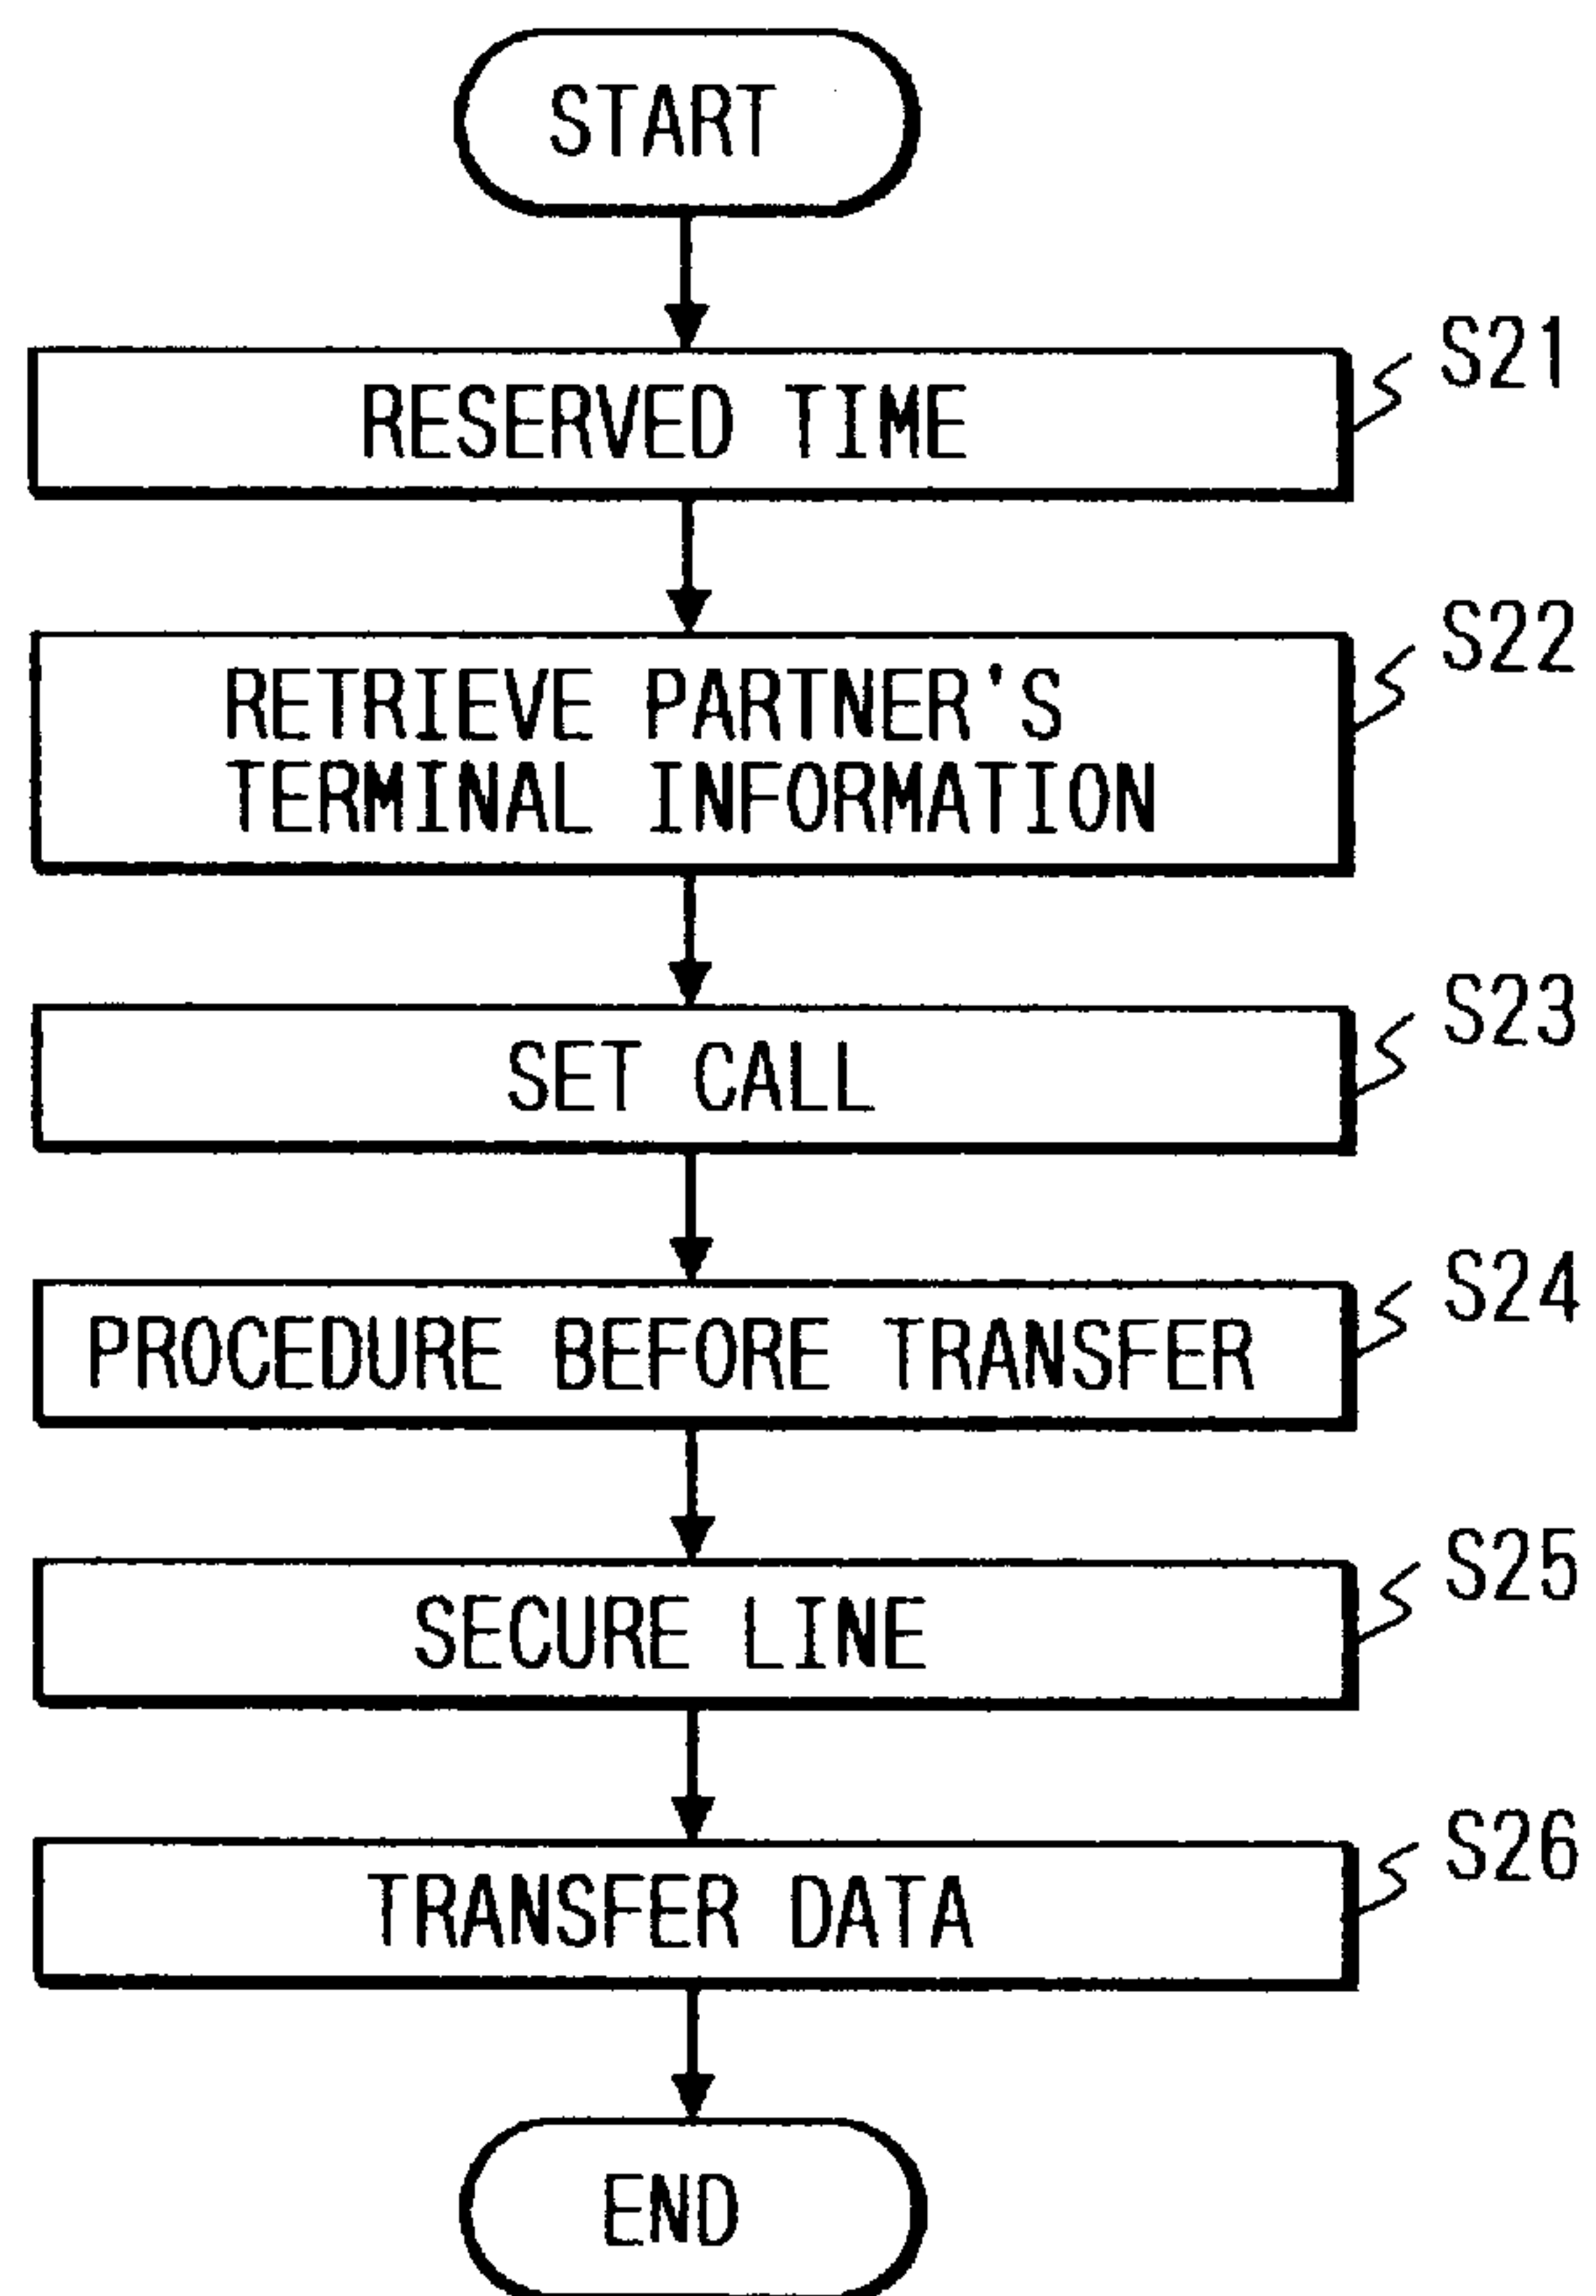 START
RESERVED TIME
S21
RETRIEVE PARTNER'S
TERMINAL INFORMATION
S22
SET CALL
S23
PROCEDURE BEFORE TRANSFER
S24
SECURE LINE
S25
TRANSFER DATA
S26
END